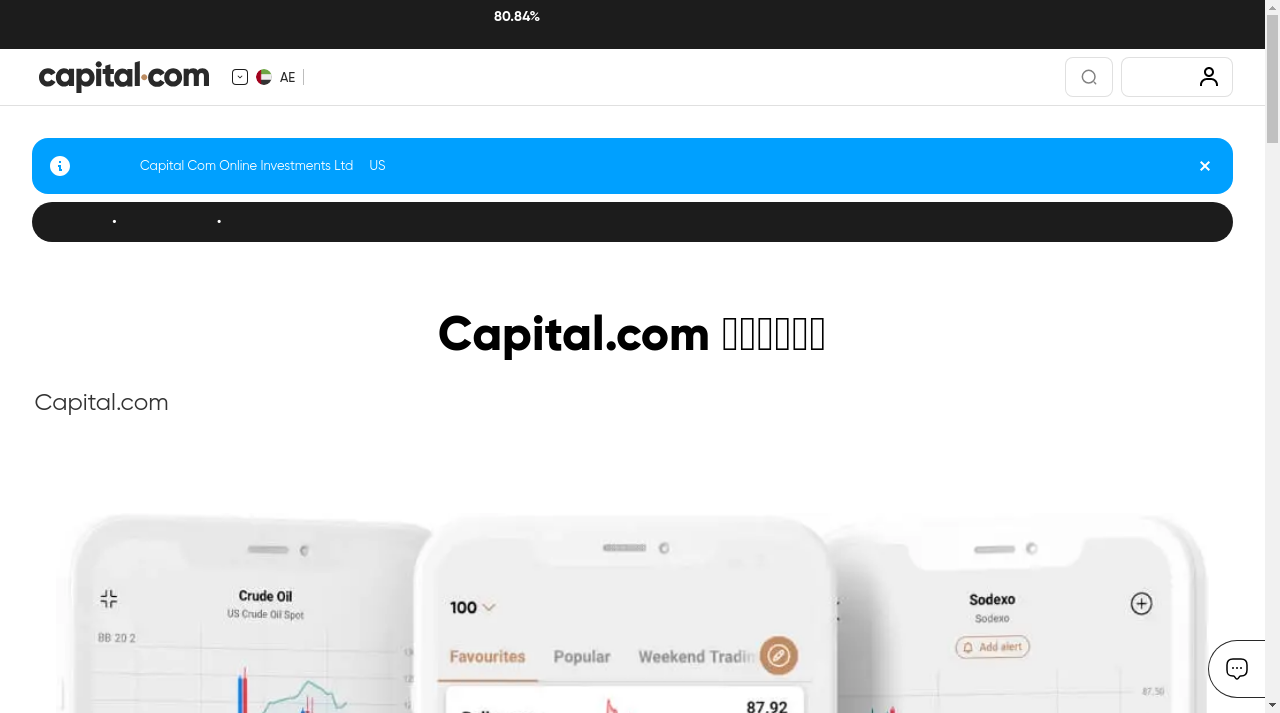 80.84%
capital.com
AE
Capital Com Online Investments Ltd US
Capital.com
Capital.com
Crude Oil
US Crude Oil Spot
BB 20 2
100
Favourites Popular Weekend Tradin
87.92
Sodexo
Sodexo
Add alert
87.50